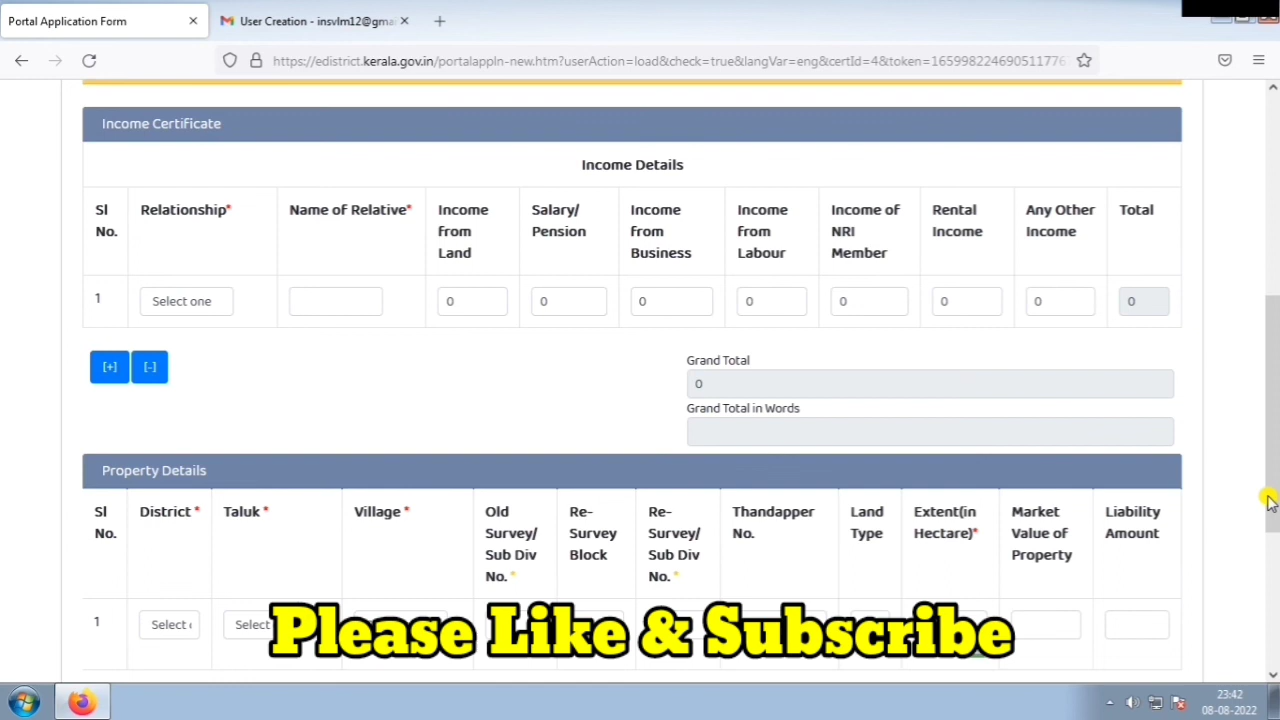 Portal Application Form
User Creation - insvlm12@gma
https://edistrict.kerala.gov.in/portalappln-new.htm?userAction=load&check=true&langVar=eng&certId=4&token=165998224690511776
Income Certificate
Income Details
Sl No. Relationship* Name of Relative* Income from Land Salary/ Pension Income from Business Income from Labour Income of NRI Member Rental Income Any Other Income Total
1 Select one 0 0 0 0 0 0 0 0
[+] [-]
Grand Total
0
Grand Total in Words
Property Details
Sl No. District * Taluk * Village * Old Survey/ Sub Div No. * Re-Survey Block Re-Survey/ Sub Div No. * Thandapper No. Land Type Extent(in Hectare)* Market Value of Property Liability Amount
1 Select Select
Please Like & Subscribe
23:42
08-08-2022